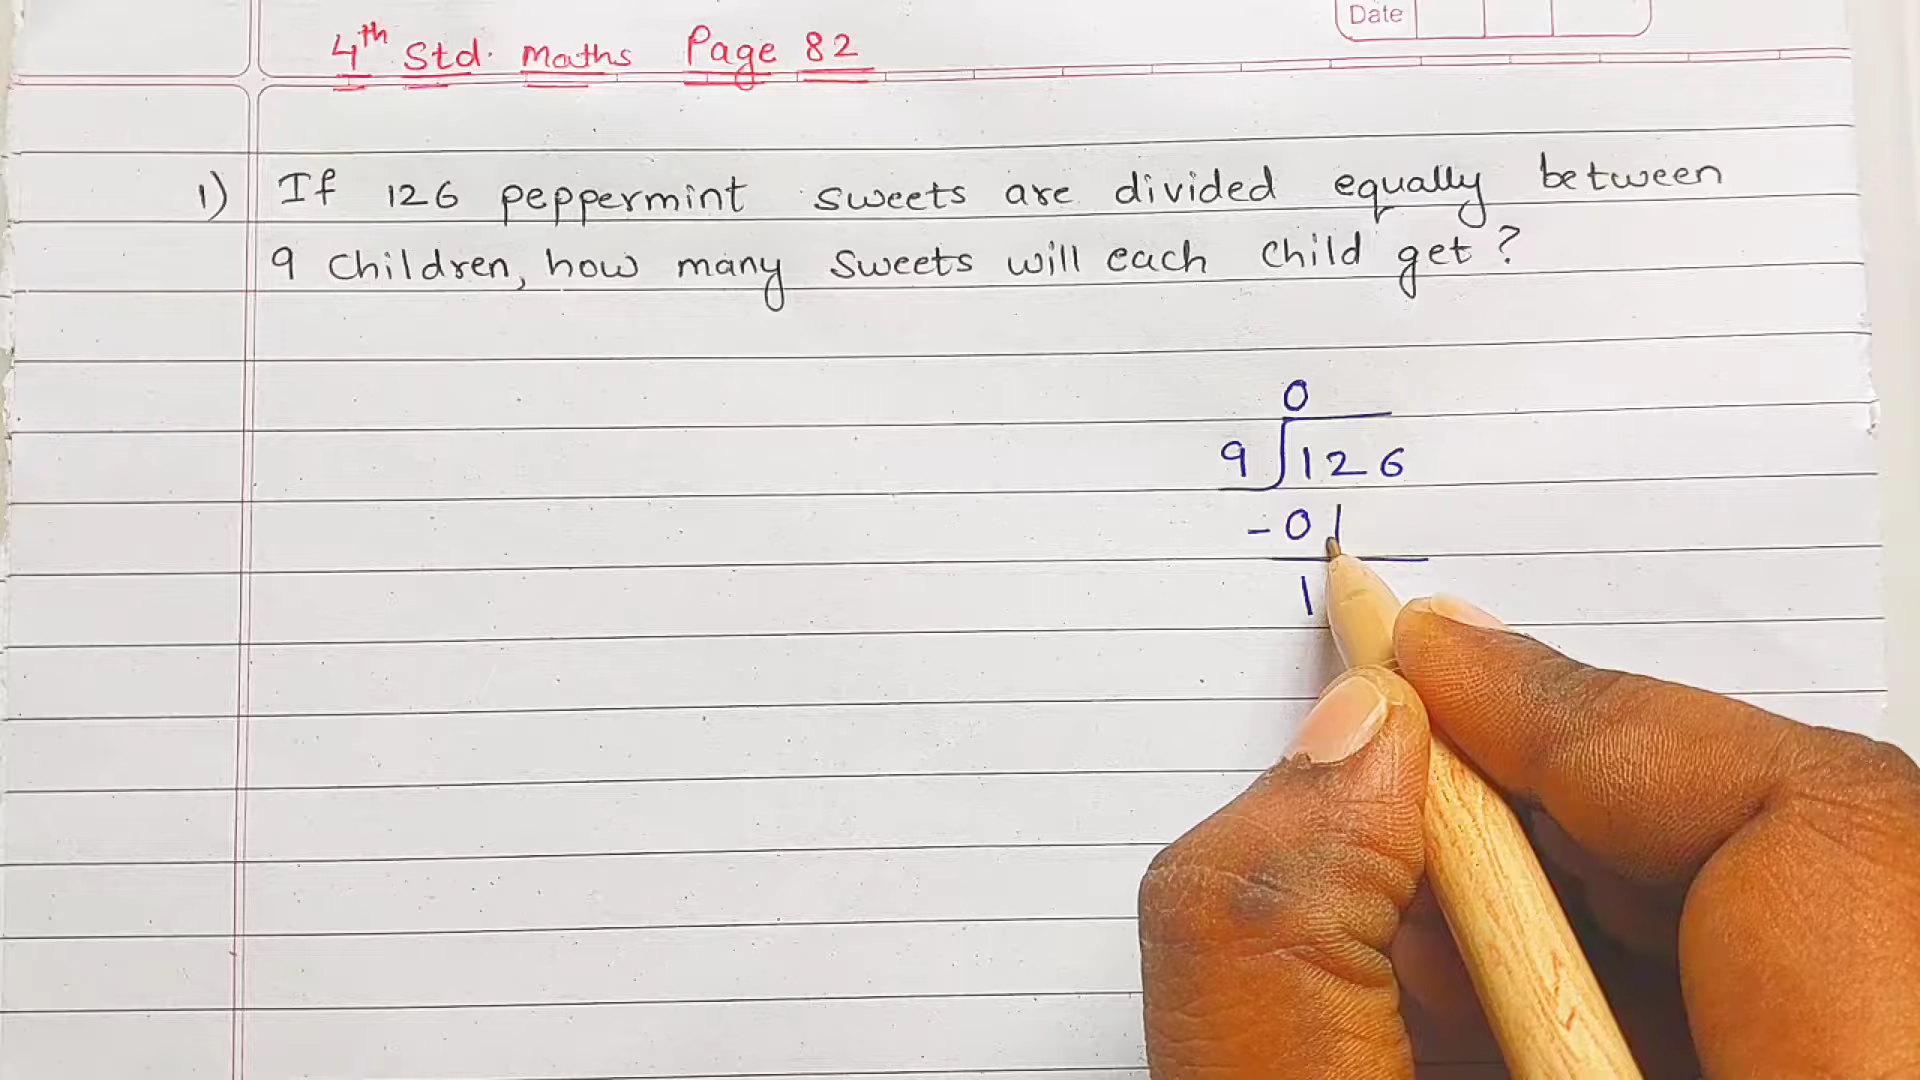 Date
4th Std. Maths Page 82
1) If 126 peppermint sweets are divided equally between
9 Children, how many Sweets will each child get?
0
9 126
- 0
1